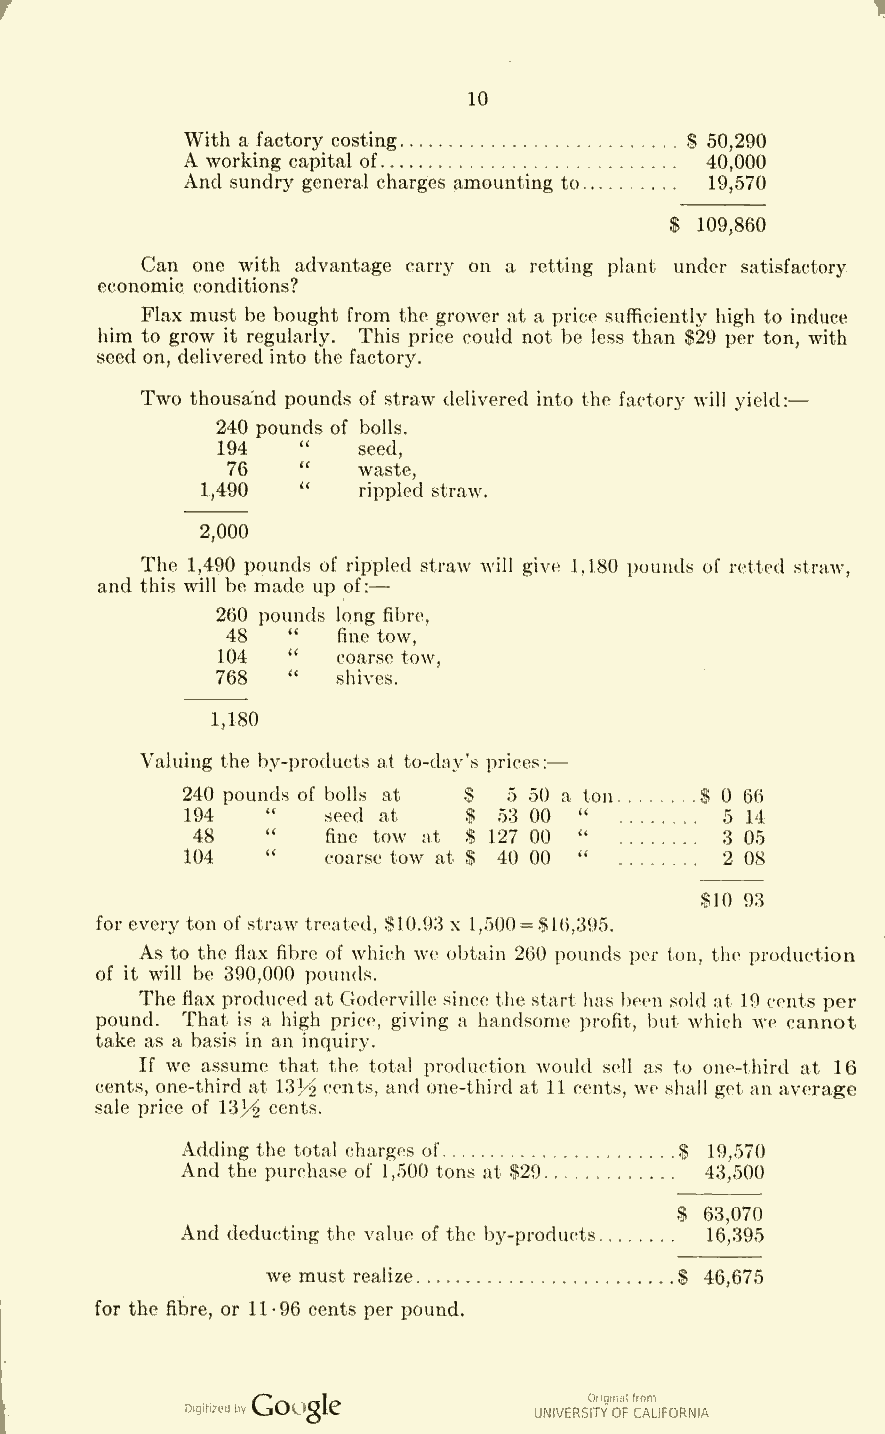 10
With a factory costing........................... $ 50,290
A working capital of............................ 40,000
And sundry general charges amounting to.......... 19,570
$ 109,860
Can one with advantage carry on a retting plant under satisfactory
economic conditions?
Flax must be bought from the grower at a price sufficiently high to induce
him to grow it regularly. This price could not be less than $29 per ton, with
seed on, delivered into the factory.
Two thousand pounds of straw delivered into the factory will yield:—
240 pounds of bolls.
194 “ seed,
76 “ waste,
1,490 “ rippled straw.
2,000
The 1,490 pounds of rippled straw will give 1,180 pounds of retted straw,
and this will be made up of:—
260 pounds long fibre,
48 “ fine tow,
104 “ coarse tow,
768 “ shives.
1,180
Valuing the by-products at to-day's prices:—
240 pounds of bolls at $ 5 50 a ton........$ 0 66
194 “ seed at $ 53 00 “ ........ 5 14
48 “ fine tow at $ 127 00 “ ........ 3 05
104 “ coarse tow at $ 40 00 “ ........ 2 08
$10 93
for every ton of straw treated, $10.93 x 1,500=$16,395.
As to the flax fibre of which we obtain 260 pounds per ton, the production
of it will be 390,000 pounds.
The flax produced at Goderville since the start has been sold at 19 cents per
pound. That is a high price, giving a handsome profit, but which we cannot
take as a basis in an inquiry.
If we assume that the total production would sell as to one-third at 16
cents, one-third at 13½ cents, and one-third at 11 cents, we shall get an average
sale price of 13½ cents.
Adding the total charges of.......................$ 19,570
And the purchase of 1,500 tons at $29............. 43,500
$ 63,070
And deducting the value of the by-products........ 16,395
we must realize.........................$ 46,675
for the fibre, or 11·96 cents per pound.
Digitized by Google
Original from
UNIVERSITY OF CALIFORNIA